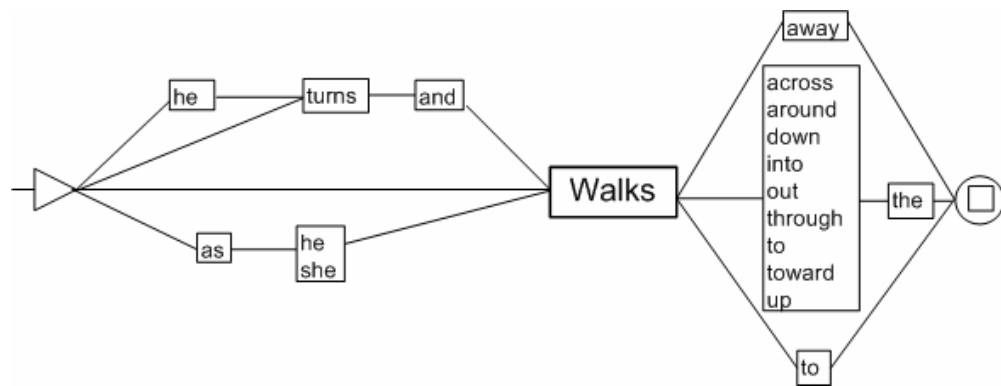 he
turns
and
as
he
she
Walks
away
across
around
down
into
out
through
to
toward
up
the
to